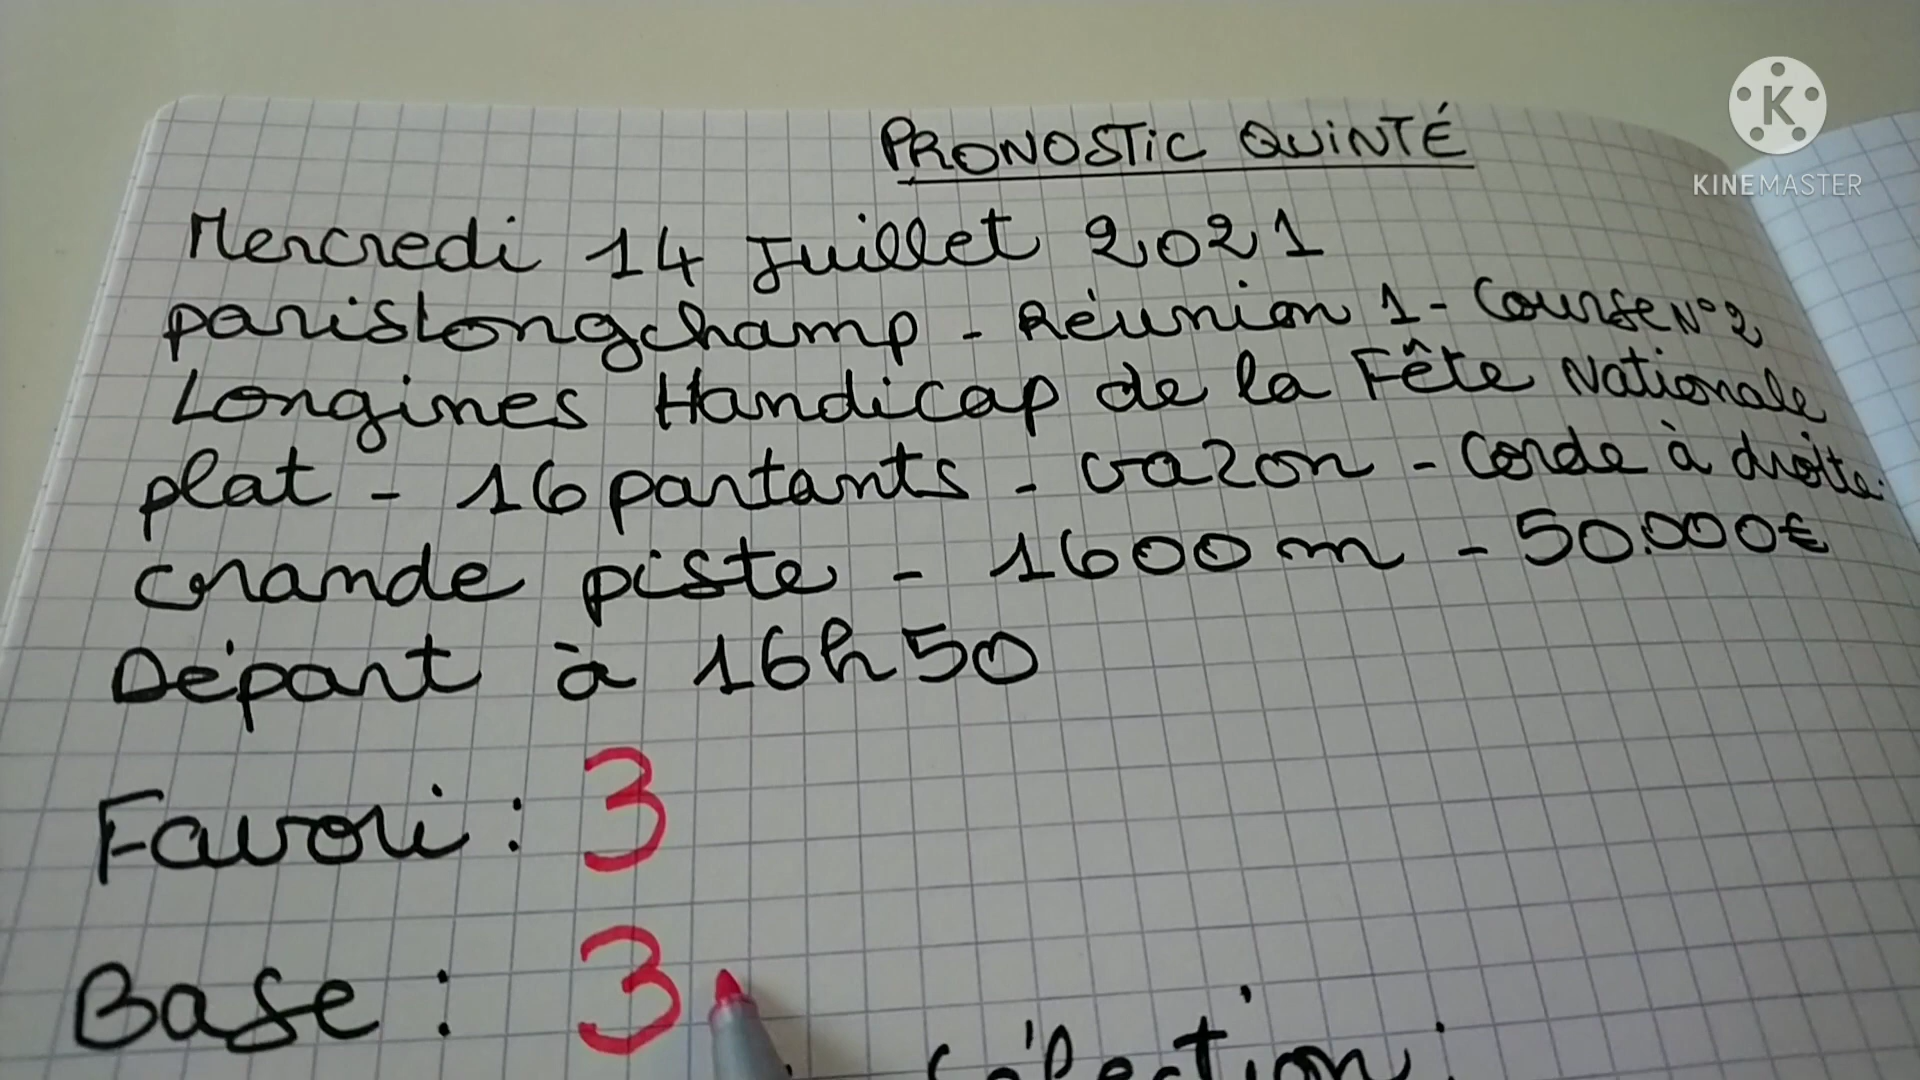 PRONOSTIC QUINTÉ
Mercredi 14 Juillet 2021
parisLongchamp - Réunion 1 - Course N°2
Longines Handicap de la Fête Nationale
plat - 16 partants - Gazon - Corde à droite.
Grande piste - 1600 m - 50.000€
Départ à 16h50
Favori : 3
Base : 3
Sélection :
KINEMASTER